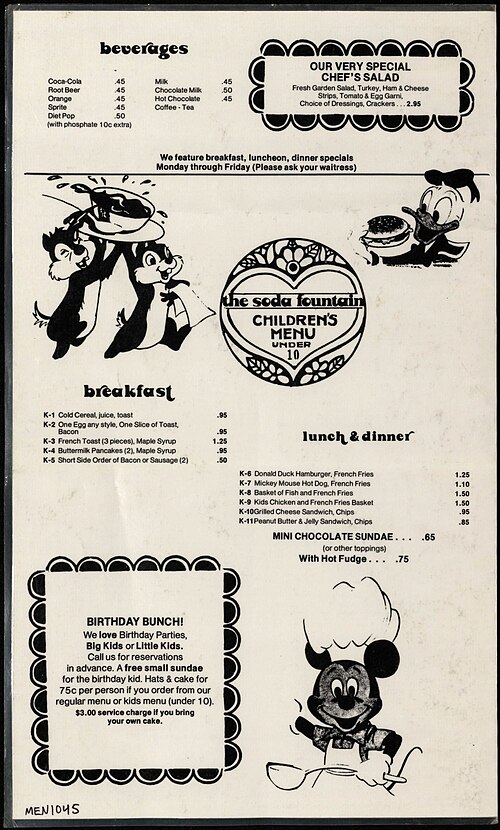 beverages
Coca-Cola .45
Root Beer .45
Orange .45
Sprite .45
Diet Pop .50
(with phosphate 10c extra)
Milk .45
Chocolate Milk .50
Hot Chocolate .45
Coffee - Tea
OUR VERY SPECIAL
CHEF'S SALAD
Fresh Garden Salad, Turkey, Ham & Cheese
Strips, Tomato & Egg Garni,
Choice of Dressings, Crackers . . . 2.95
We feature breakfast, luncheon, dinner specials
Monday through Friday (Please ask your waitress)
the soda fountain
CHILDREN'S
MENU
UNDER
10
breakfast
K-1 Cold Cereal, juice, toast .95
K-2 One Egg any style, One Slice of Toast,
Bacon .95
K-3 French Toast (3 pieces), Maple Syrup 1.25
K-4 Buttermilk Pancakes (2), Maple Syrup .95
K-5 Short Side Order of Bacon or Sausage (2) .50
lunch & dinner
K-6 Donald Duck Hamburger, French Fries 1.25
K-7 Mickey Mouse Hot Dog, French Fries 1.10
K-8 Basket of Fish and French Fries 1.50
K-9 Kids Chicken and French Fries Basket 1.50
K-10Grilled Cheese Sandwich, Chips .95
K-11Peanut Butter & Jelly Sandwich, Chips .85
MINI CHOCOLATE SUNDAE . . . .65
(or other toppings)
With Hot Fudge . . . .75
BIRTHDAY BUNCH!
We love Birthday Parties,
Big Kids or Little Kids.
Call us for reservations
in advance. A free small sundae
for the birthday kid. Hats & cake for
75c per person if you order from our
regular menu or kids menu (under 10).
$3.00 service charge if you bring
your own cake.
MEN1045